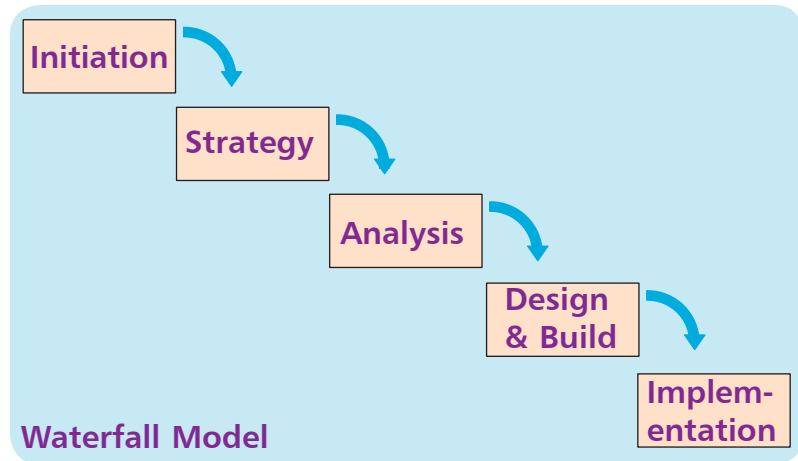 Initiation
Strategy
Analysis
Design
& Build
Implem-
entation
Waterfall Model